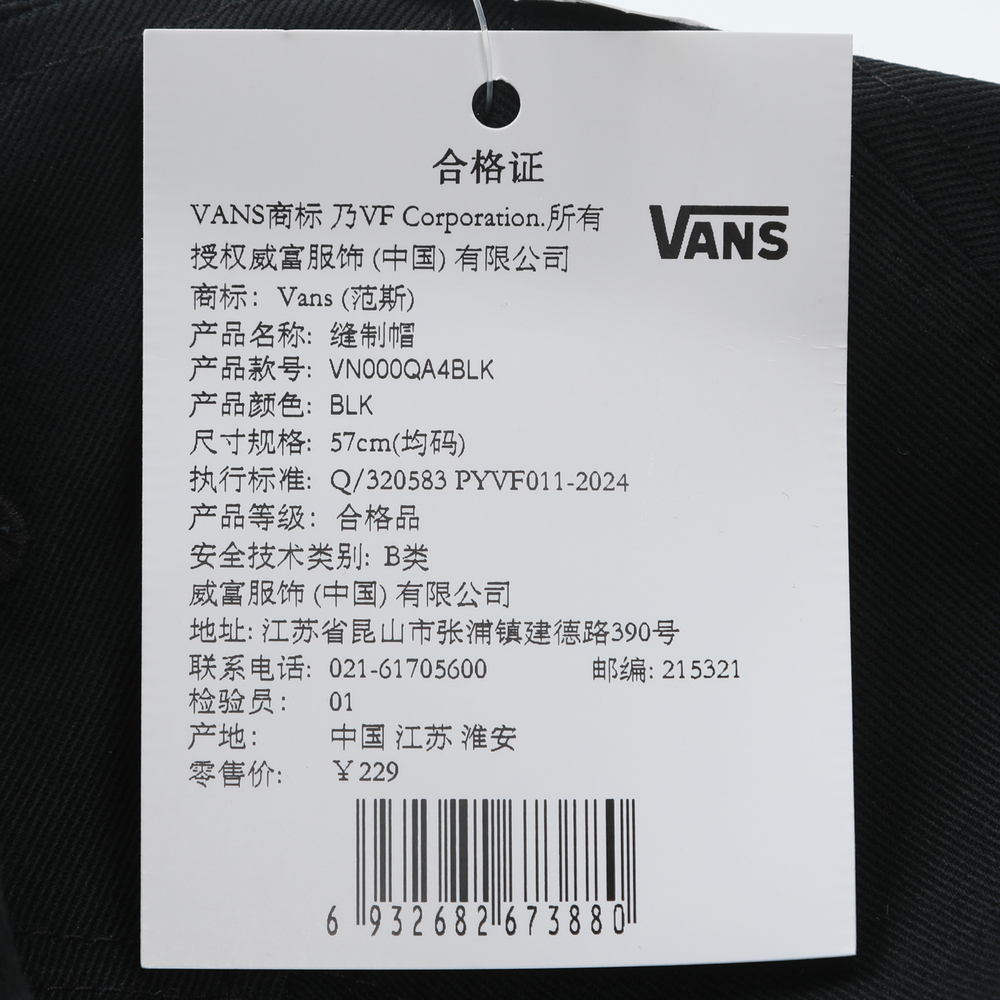 合格证
VANS商标 乃VF Corporation.所有
VANS
授权威富服饰 (中国) 有限公司
商标: Vans (范斯)
产品名称: 缝制帽
产品款号: VN000QA4BLK
产品颜色: BLK
尺寸规格: 57cm(均码)
执行标准: Q/320583 PYVF011-2024
产品等级: 合格品
安全技术类别: B类
威富服饰 (中国) 有限公司
地址: 江苏省昆山市张浦镇建德路390号
联系电话: 021-61705600 邮编: 215321
检验员: 01
产地: 中国 江苏 淮安
零售价: ¥229
6 932682 673880